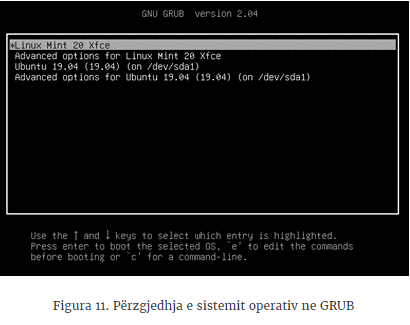 GNU GRUB  version 2.04
*Linux Mint 20 Xfce
Advanced options for Linux Mint 20 Xfce
Ubuntu 19.04 (19.04) (on /dev/sda1)
Advanced options for Ubuntu 19.04 (19.04) (on /dev/sda1)
Use the ↑ and ↓ keys to select which entry is highlighted.
Press enter to boot the selected OS, `e' to edit the commands
before booting or `c' for a command-line.
Figura 11. Përzgjedhja e sistemit operativ ne GRUB